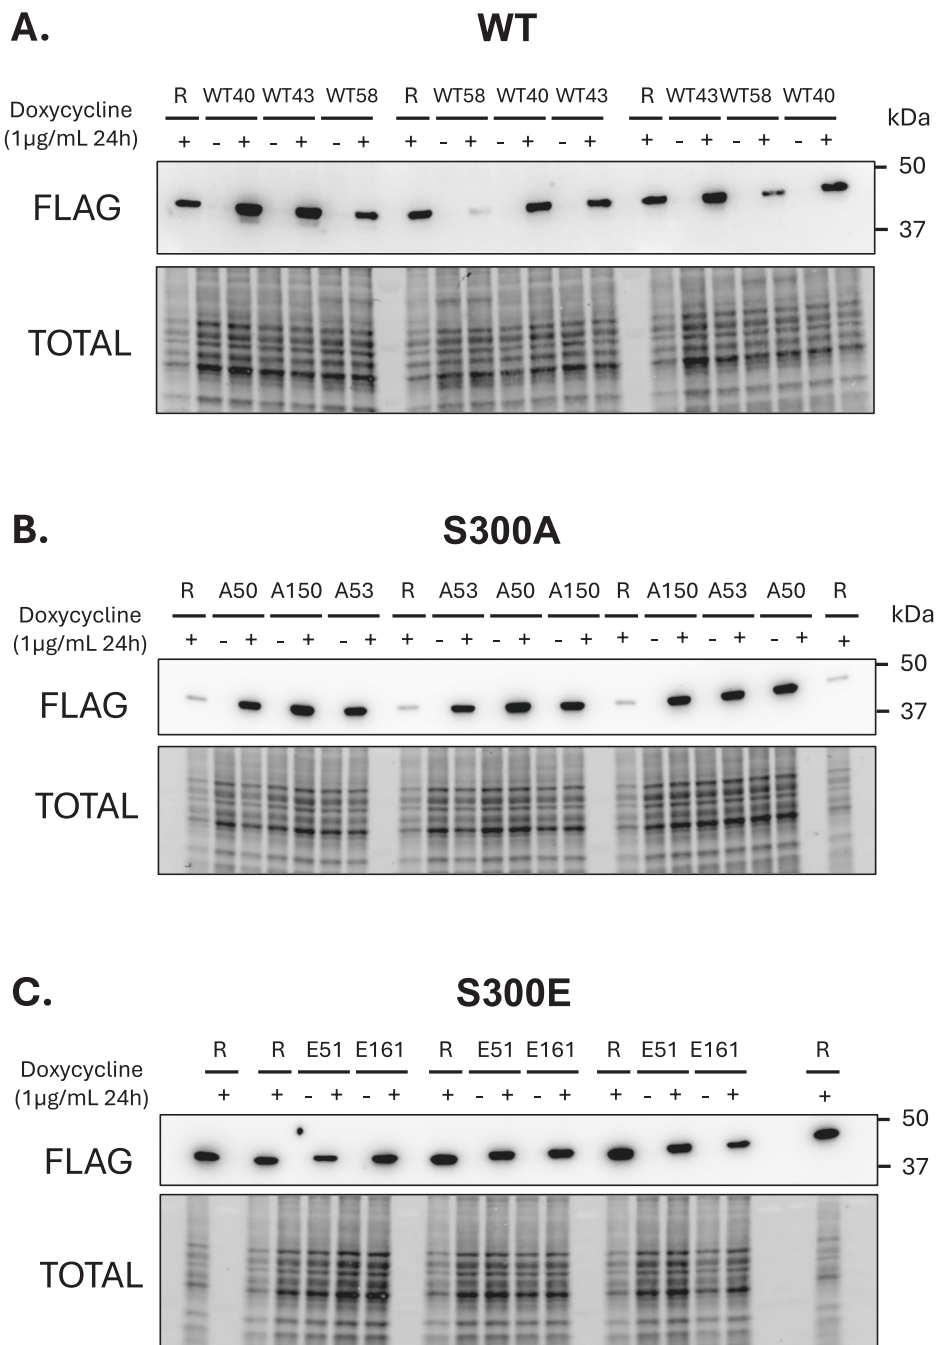 A.
WT
Doxycycline
(1µg/mL 24h)
R WT40 WT43 WT58 R WT58 WT40 WT43 R WT43 WT58 WT40
+ - + - + - + + - + - + - + + - + - + - +
kDa
50
FLAG
37
TOTAL
B.
S300A
Doxycycline
(1µg/mL 24h)
R A50 A150 A53 R A53 A50 A150 R A150 A53 A50 R
+ - + - + - + + - + - + - + + - + - + - + +
kDa
50
FLAG
37
TOTAL
C.
S300E
Doxycycline
(1µg/mL 24h)
R R E51 E161 R E51 E161 R E51 E161 R
+ + - + - + + - + - + + - + - + +
50
FLAG
37
TOTAL